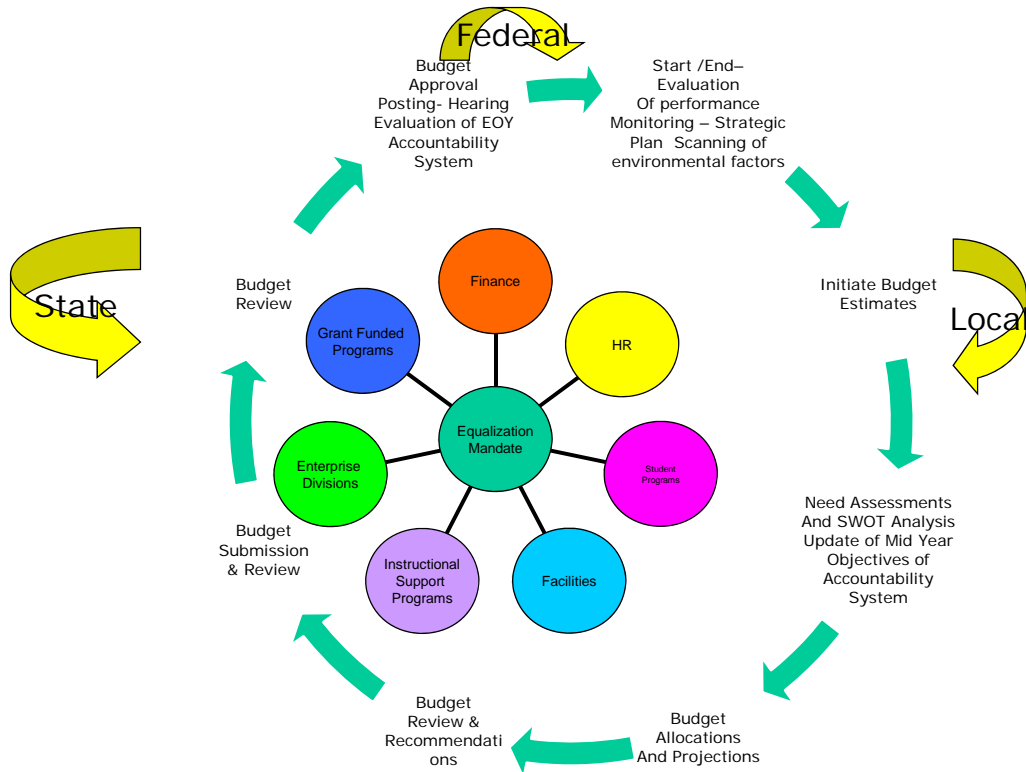 Federal
Budget
Approval
Posting- Hearing
Evaluation of EOY
Accountability
System
Start /End–
Evaluation
Of performance
Monitoring – Strategic
Plan  Scanning of
environmental factors
Initiate Budget
Estimates
Local
Need Assessments
And SWOT Analysis
Update of Mid Year
Objectives of
Accountability
System
Budget
Allocations
And Projections
Budget
Review &
Recommendati
ons
Budget
Submission
& Review
Budget
Review
State
Finance
HR
Student
Programs
Facilities
Instructional
Support
Programs
Enterprise
Divisions
Grant Funded
Programs
Equalization
Mandate